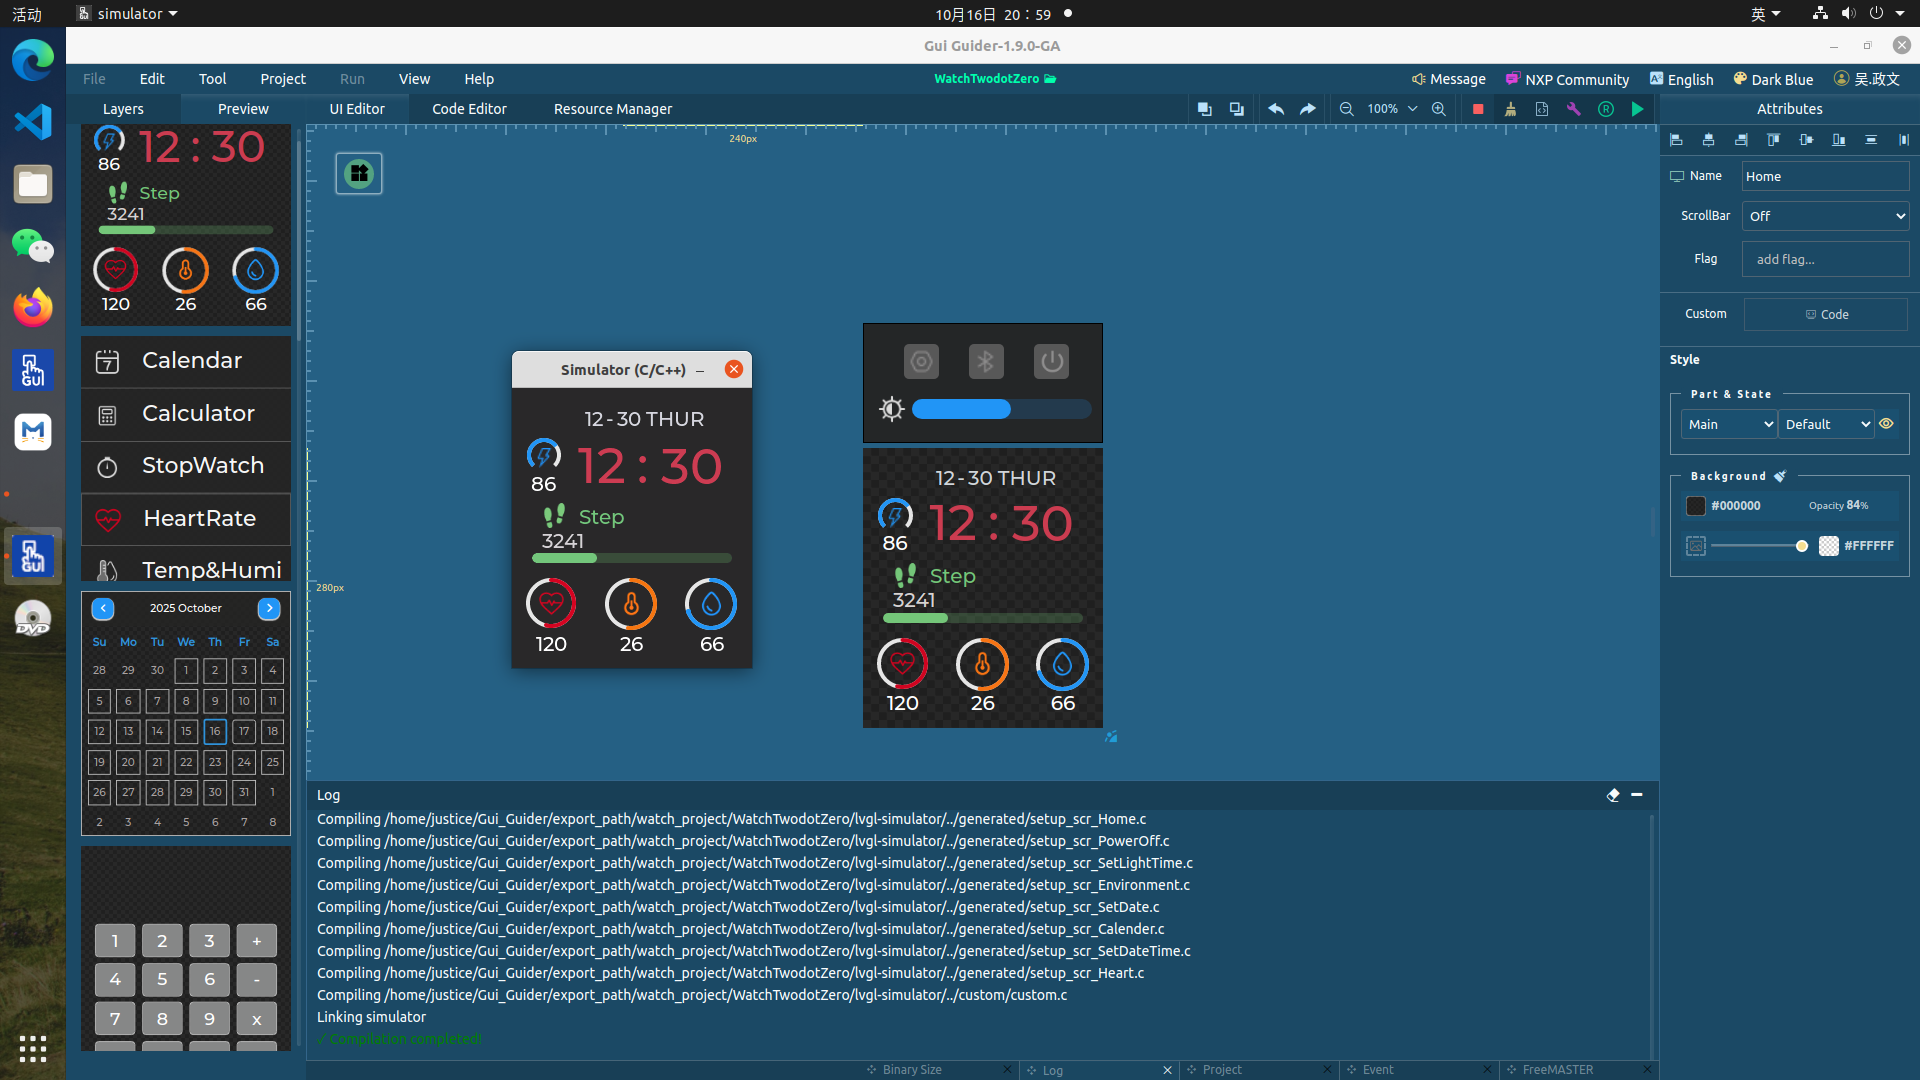 活动
simulator
10月16日 20：59
英
Gui Guider-1.9.0-GA
File Edit Tool Project Run View Help
WatchTwodotZero
Message NXP Community English Dark Blue 吴.政文
Layers Preview UI Editor Code Editor Resource Manager
100%
Attributes
240px
280px
86
12 : 30
Step
3241
120 26 66
Calendar
Calculator
StopWatch
HeartRate
Temp&Humi
2025 October
Su Mo Tu We Th Fr Sa
28 29 30 1 2 3 4
5 6 7 8 9 10 11
12 13 14 15 16 17 18
19 20 21 22 23 24 25
26 27 28 29 30 31 1
2 3 4 5 6 7 8
1 2 3 +
4 5 6 -
7 8 9 x
Simulator (C/C++)
12-30 THUR
86
12 : 30
Step
3241
120 26 66
12-30 THUR
86
12 : 30
Step
3241
120 26 66
Name Home
ScrollBar Off
Flag add flag...
Custom Code
Style
Part & State
Main Default
Background
#000000 Opacity 84%
#FFFFFF
Log
Compiling /home/justice/Gui_Guider/export_path/watch_project/WatchTwodotZero/lvgl-simulator/../generated/setup_scr_Home.c
Compiling /home/justice/Gui_Guider/export_path/watch_project/WatchTwodotZero/lvgl-simulator/../generated/setup_scr_PowerOff.c
Compiling /home/justice/Gui_Guider/export_path/watch_project/WatchTwodotZero/lvgl-simulator/../generated/setup_scr_SetLightTime.c
Compiling /home/justice/Gui_Guider/export_path/watch_project/WatchTwodotZero/lvgl-simulator/../generated/setup_scr_Environment.c
Compiling /home/justice/Gui_Guider/export_path/watch_project/WatchTwodotZero/lvgl-simulator/../generated/setup_scr_SetDate.c
Compiling /home/justice/Gui_Guider/export_path/watch_project/WatchTwodotZero/lvgl-simulator/../generated/setup_scr_Calender.c
Compiling /home/justice/Gui_Guider/export_path/watch_project/WatchTwodotZero/lvgl-simulator/../generated/setup_scr_SetDateTime.c
Compiling /home/justice/Gui_Guider/export_path/watch_project/WatchTwodotZero/lvgl-simulator/../generated/setup_scr_Heart.c
Compiling /home/justice/Gui_Guider/export_path/watch_project/WatchTwodotZero/lvgl-simulator/../custom/custom.c
Linking simulator
✓ Compilation completed!
Binary Size Log Project Event FreeMASTER
GUI
GUI
DVD